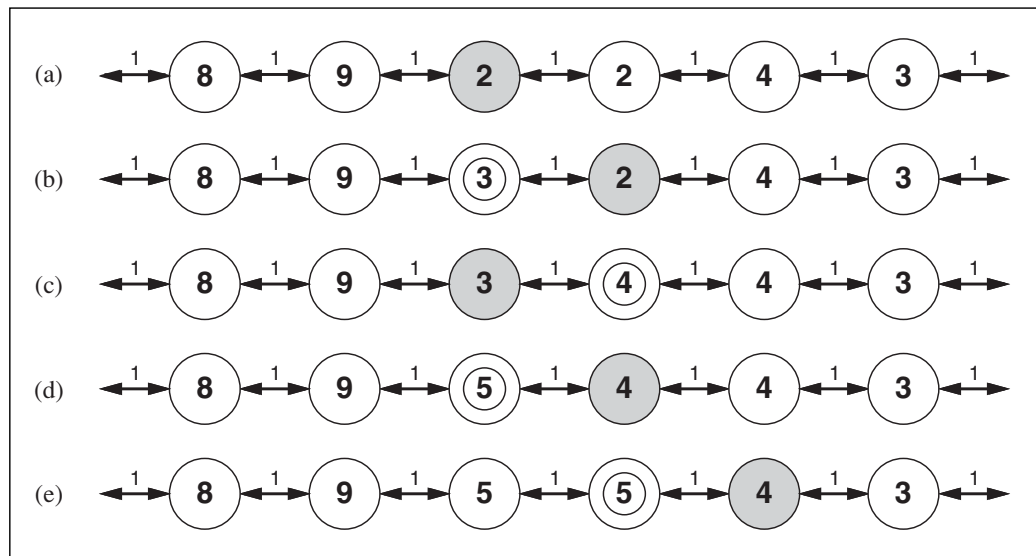 (a) 1 8 1 9 1 2 1 2 1 4 1 3 1
(b) 1 8 1 9 1 3 1 2 1 4 1 3 1
(c) 1 8 1 9 1 3 1 4 1 4 1 3 1
(d) 1 8 1 9 1 5 1 4 1 4 1 3 1
(e) 1 8 1 9 1 5 1 5 1 4 1 3 1